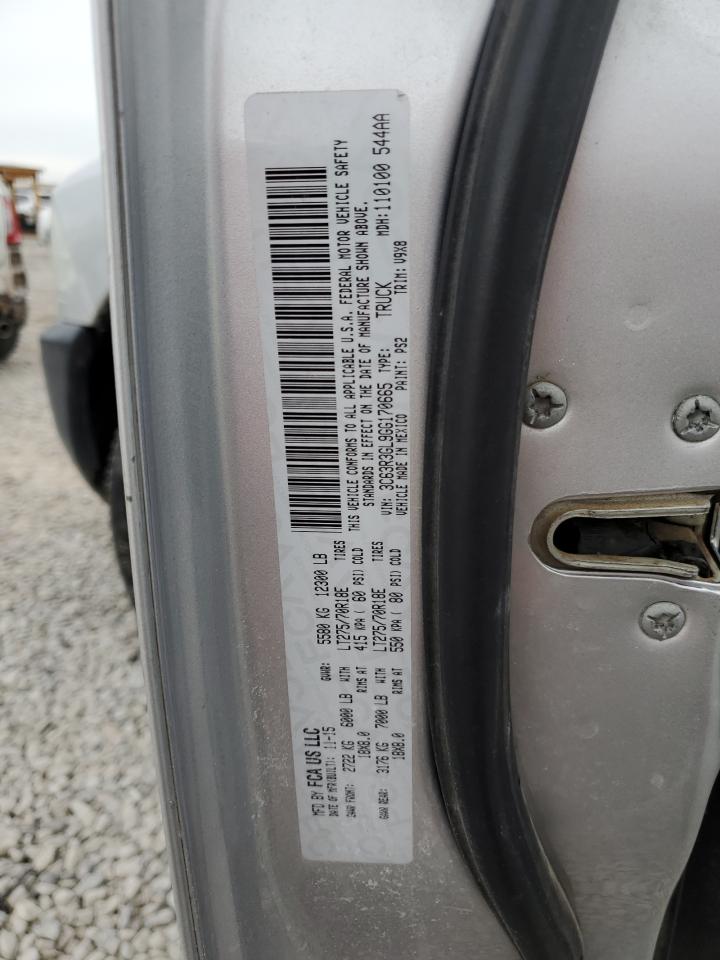 MFD BY FCA US LLC
DATE OF MFR(BUILT): 11-15
GVWR: 5580 KG 12300 LB
GAWR FRONT: 2722 KG 6000 LB WITH LT275/70R18E TIRES
18X8.0 RIMS AT 415 KPA ( 60 PSI) COLD
GAWR REAR: 3176 KG 7000 LB WITH LT275/70R18E TIRES
18X8.0 RIMS AT 550 KPA ( 80 PSI) COLD
THIS VEHICLE CONFORMS TO ALL APPLICABLE U.S.A. FEDERAL MOTOR VEHICLE SAFETY
STANDARDS IN EFFECT ON THE DATE OF MANUFACTURE SHOWN ABOVE.
VIN: 3C63R3GL9GG170665 TYPE: TRUCK MDH:110100 544AA
VEHICLE MADE IN MEXICO PAINT: PS2 TRIM: V9X8